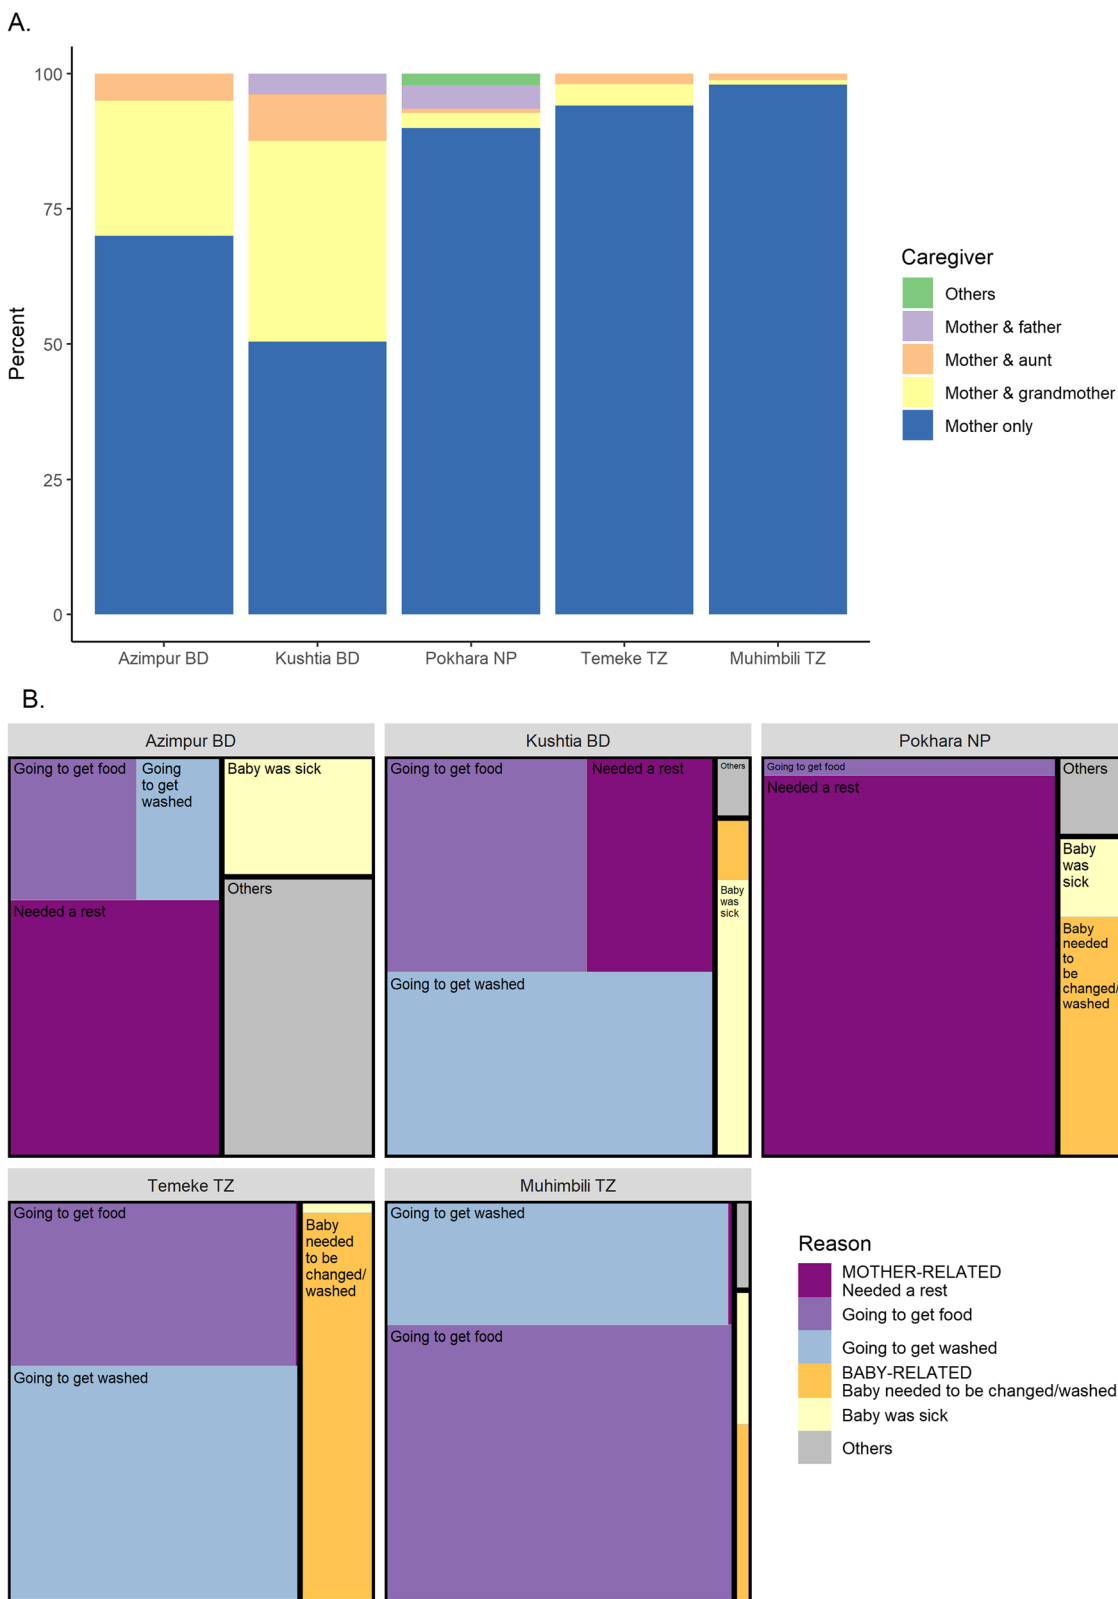 A.
100
75
50
25
0
Percent
Azimpur BD
Kushtia BD
Pokhara NP
Temeke TZ
Muhimbili TZ
Caregiver
Others
Mother & father
Mother & aunt
Mother & grandmother
Mother only
B.
Azimpur BD
Going to get food
Going
to get
washed
Baby was sick
Needed a rest
Others
Kushtia BD
Going to get food
Needed a rest
Others
Going to get washed
Baby
was
sick
Pokhara NP
Going to get food
Needed a rest
Others
Baby
was
sick
Baby
needed
to
be
changed/
washed
Temeke TZ
Going to get food
Going to get washed
Baby
needed
to be
changed/
washed
Muhimbili TZ
Going to get washed
Going to get food
Reason
MOTHER-RELATED
Needed a rest
Going to get food
Going to get washed
BABY-RELATED
Baby needed to be changed/washed
Baby was sick
Others